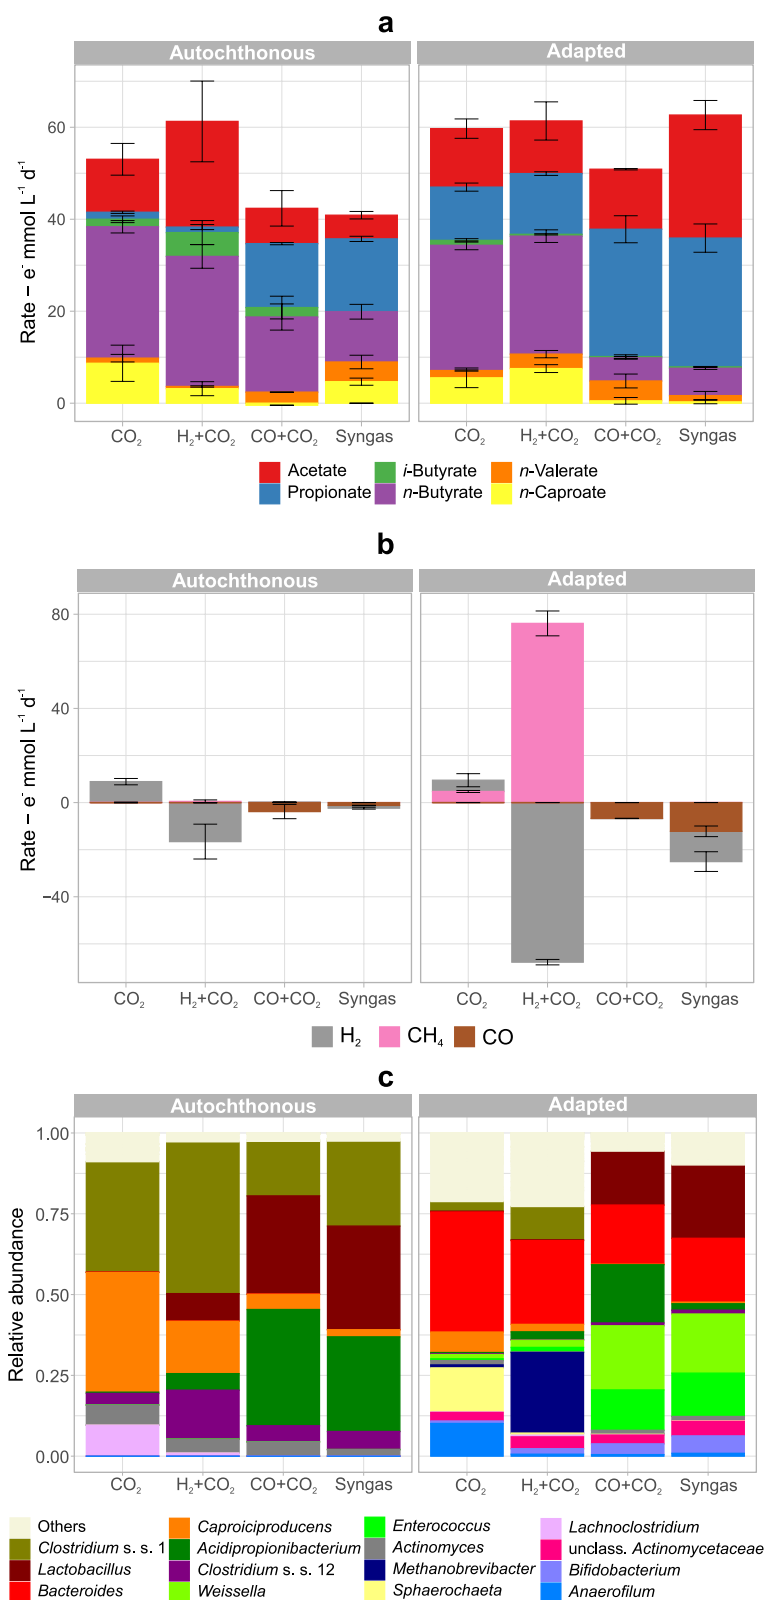 a
Autochthonous Adapted
Rate – e⁻ mmol L⁻¹ d⁻¹
60
40
20
0
CO₂ H₂+CO₂ CO+CO₂ Syngas CO₂ H₂+CO₂ CO+CO₂ Syngas
Acetate i-Butyrate n-Valerate
Propionate n-Butyrate n-Caproate
b
Autochthonous Adapted
Rate – e⁻ mmol L⁻¹ d⁻¹
80
40
0
−40
CO₂ H₂+CO₂ CO+CO₂ Syngas CO₂ H₂+CO₂ CO+CO₂ Syngas
H₂ CH₄ CO
c
Autochthonous Adapted
Relative abundance
1.00
0.75
0.50
0.25
0.00
CO₂ H₂+CO₂ CO+CO₂ Syngas CO₂ H₂+CO₂ CO+CO₂ Syngas
Others Caproiciproducens Enterococcus Lachnoclostridium
Clostridium s. s. 1 Acidipropionibacterium Actinomyces unclass. Actinomycetaceae
Lactobacillus Clostridium s. s. 12 Methanobrevibacter Bifidobacterium
Bacteroides Weissella Sphaerochaeta Anaerofilum